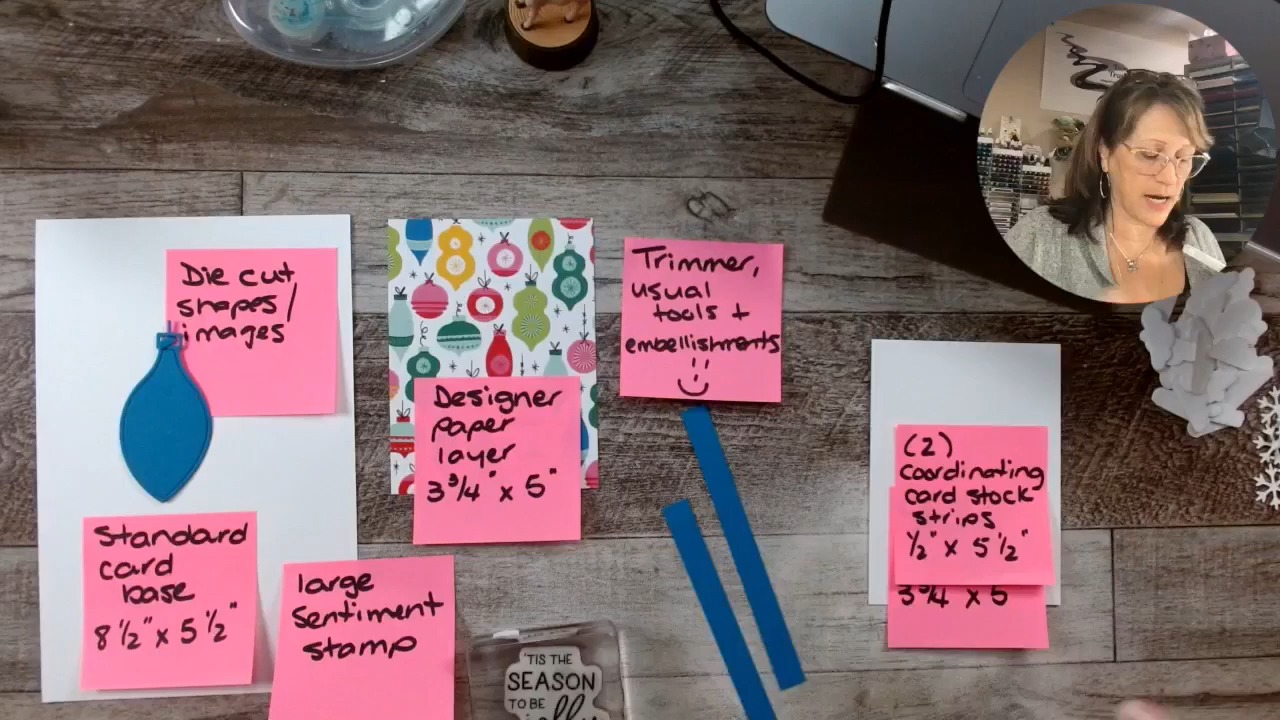 Die cut
shapes/
images
Standard
card
base
8 1/2" x 5 1/2"
large
Sentiment
stamp
Designer
paper
layer
3 3/4" x 5"
Trimmer,
usual
tools +
embellishments
'TIS THE
SEASON
TO BE
(2)
coordinating
card stock
strips
1/2" x 5 1/2"
3 3/4 x 5